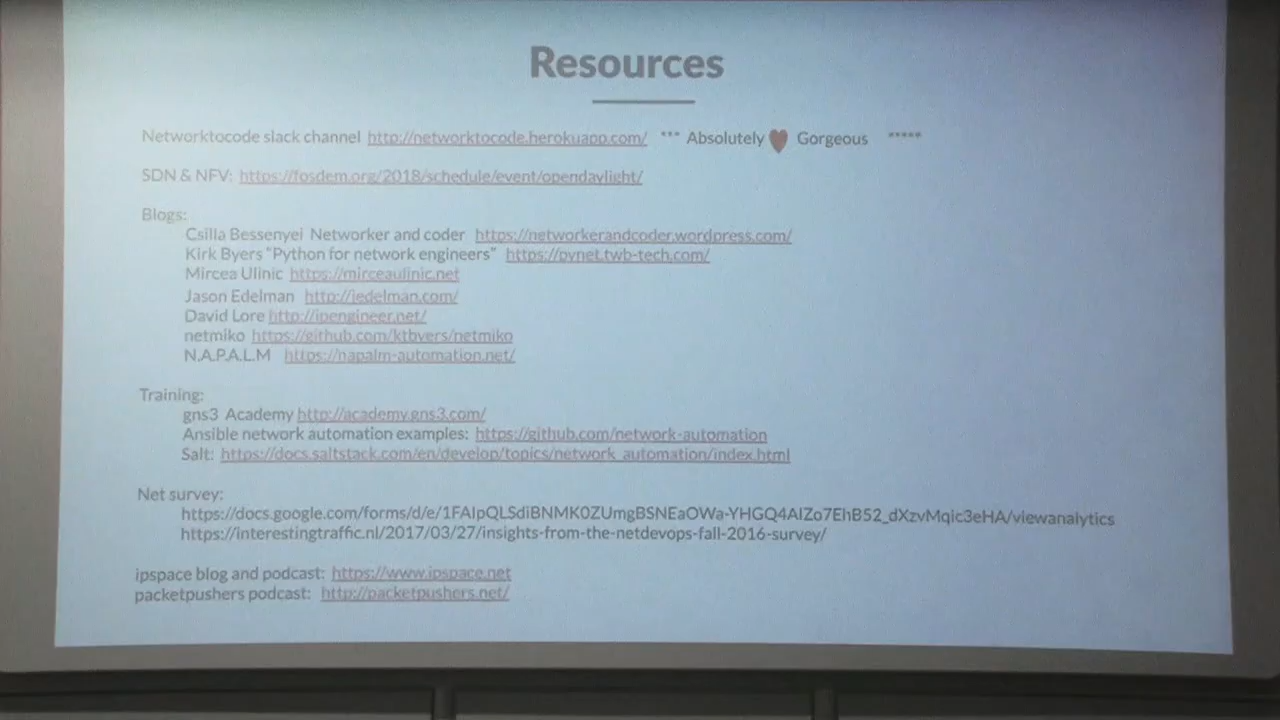 Resources
Networktocode slack channel http://networktocode.herokuapp.com/ *** Absolutely Gorgeous *****
SDN & NFV: https://fosdem.org/2018/schedule/event/opendaylight/
Blogs:
Csilla Bessenyei Networker and coder https://networkerandcoder.wordpress.com/
Kirk Byers "Python for network engineers" https://pynet.twb-tech.com/
Mircea Ulinic https://mirceaulinic.net
Jason Edelman http://jedelman.com/
David Lore http://ipengineer.net/
netmiko https://github.com/ktbyers/netmiko
N.A.P.A.L.M https://napalm-automation.net/
Training:
gns3 Academy http://academy.gns3.com/
Ansible network automation examples: https://github.com/network-automation
Salt: https://docs.saltstack.com/en/develop/topics/network_automation/index.html
Net survey:
https://docs.google.com/forms/d/e/1FAIpQLSdiBNMK0ZUmgBSNEaOWa-YHGQ4AIZo7EhB52_dXzvMqic3eHA/viewanalytics
https://interestingtraffic.nl/2017/03/27/insights-from-the-netdevops-fall-2016-survey/
ipspace blog and podcast: https://www.ipspace.net
packetpushers podcast: http://packetpushers.net/